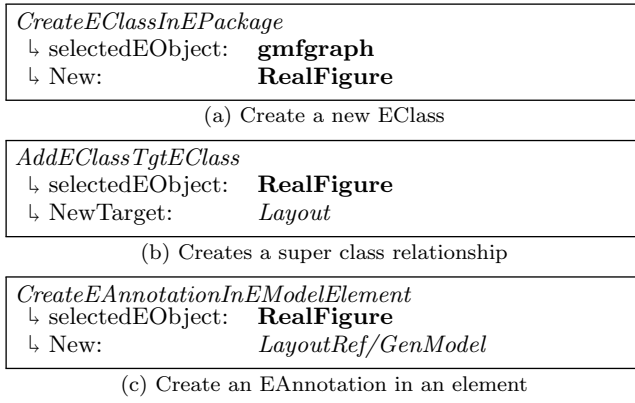 CreateEClassInEPackage
↳ selectedEObject: gmfgraph
↳ New: RealFigure
(a) Create a new EClass
AddEClassTgtEClass
↳ selectedEObject: RealFigure
↳ NewTarget: Layout
(b) Creates a super class relationship
CreateEAnnotationInEModelElement
↳ selectedEObject: RealFigure
↳ New: LayoutRef/GenModel
(c) Create an EAnnotation in an element